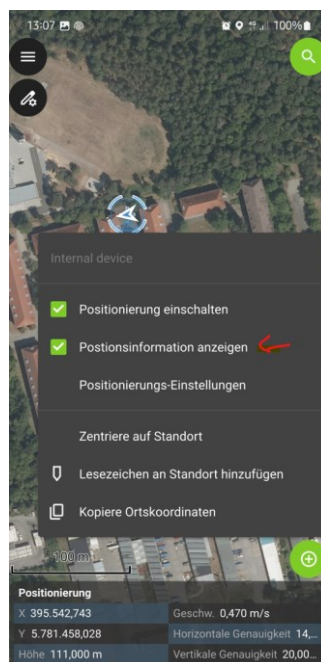 13:07
100%
Internal device
Positionierung einschalten
Postionsinformation anzeigen
Positionierungs-Einstellungen
Zentriere auf Standort
Lesezeichen an Standort hinzufügen
Kopiere Ortskoordinaten
100 m
Positionierung
X 395.542,743 Geschw. 0,470 m/s
Y 5.781.458,028 Horizontale Genauigkeit 14,...
Höhe 111,000 m Vertikale Genauigkeit 20,00...